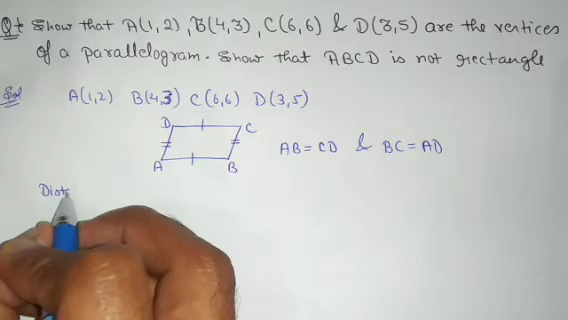 Q+ Show that A(1,2), B(4,3), C(6,6) & D(3,5) are the vertices
of a parallelogram. Show that ABCD is not rectangle
Sol A(1,2) B(4,3) C(6,6) D(3,5)
D C
AB = CD & BC = AD
A B
Dist